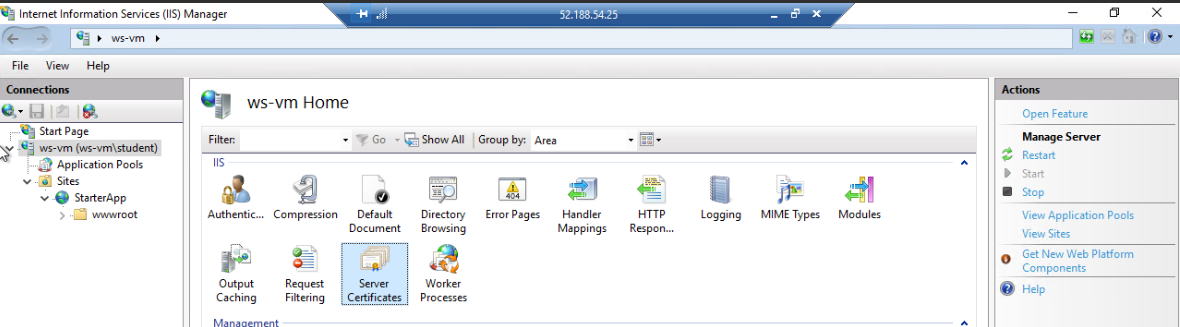 Internet Information Services (IIS) Manager
52.188.54.25
ws-vm
File View Help
Connections
Start Page
ws-vm (ws-vm\student)
Application Pools
Sites
StarterApp
wwwroot
ws-vm Home
Filter: Go Show All Group by: Area
IIS
Authentic... Compression Default Document Directory Browsing Error Pages Handler Mappings HTTP Respon... Logging MIME Types Modules
404
Output Caching Request Filtering Server Certificates Worker Processes
Management
Actions
Open Feature
Manage Server
Restart
Start
Stop
View Application Pools
View Sites
Get New Web Platform
Components
Help